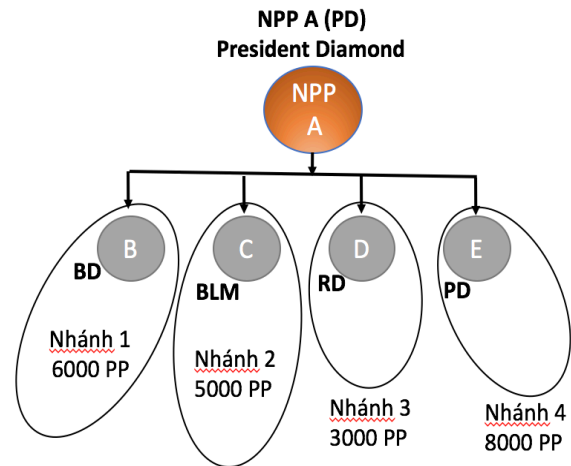 NPP A (PD)
President Diamond
NPP
A
B
BD
Nhánh 1
6000 PP
C
BLM
Nhánh 2
5000 PP
D
RD
Nhánh 3
3000 PP
E
PD
Nhánh 4
8000 PP